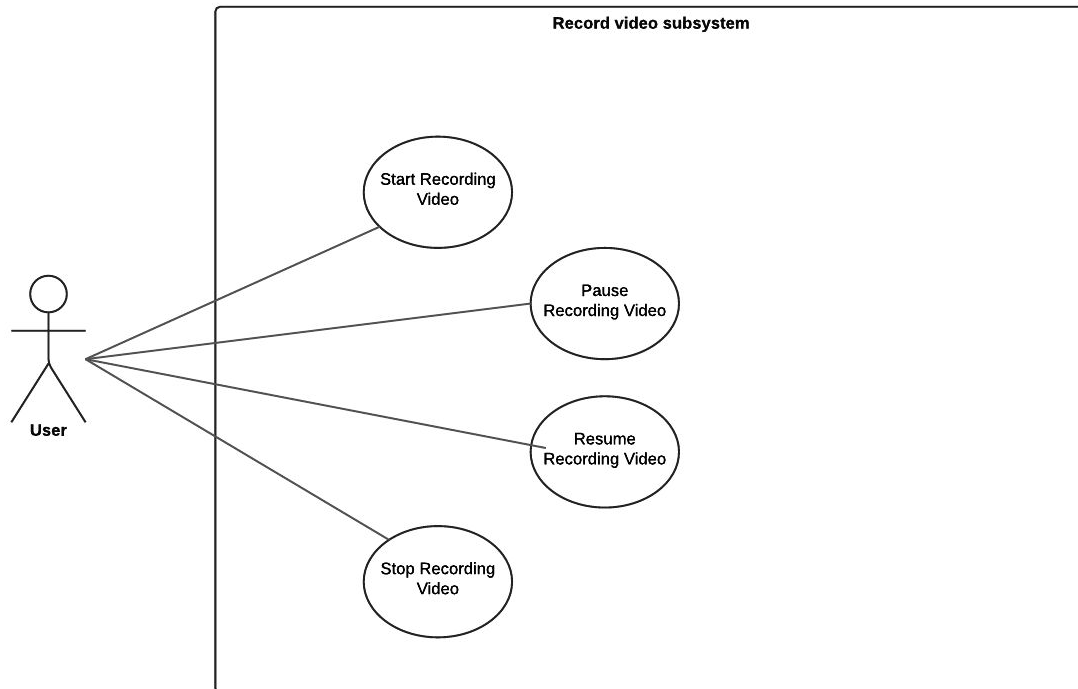 Record video subsystem
Start Recording
Video
Pause
Recording Video
User
Resume
Recording Video
Stop Recording
Video